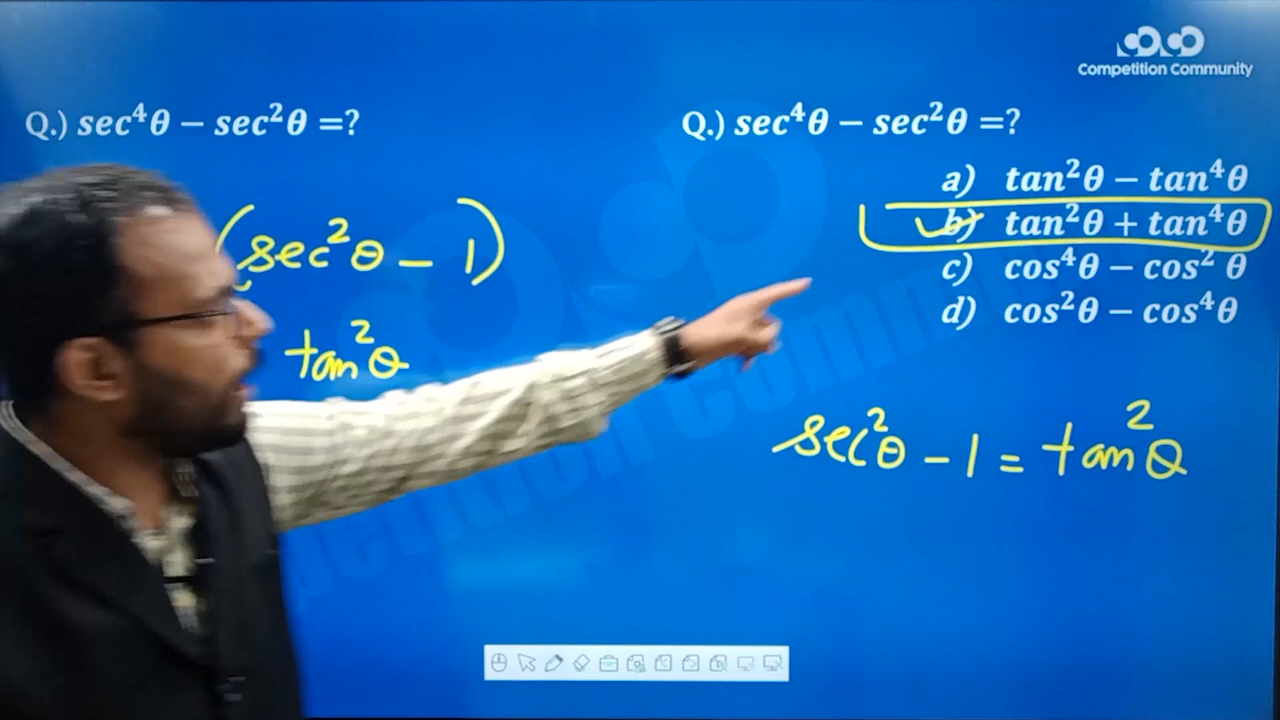 Competition Community
Q.) sec⁴θ − sec²θ =?
(sec²θ − 1)
tan²θ
Q.) sec⁴θ − sec²θ =?
a) tan²θ − tan⁴θ
b) tan²θ + tan⁴θ
c) cos⁴θ − cos² θ
d) cos²θ − cos⁴θ
sec²θ − 1 = tan²θ